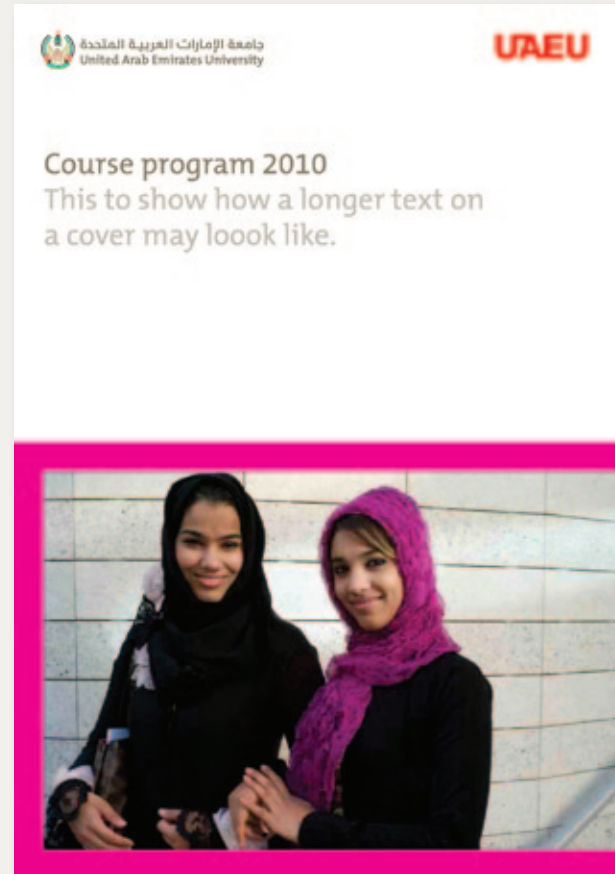 جامعة الإمارات العربية المتحدة
United Arab Emirates University
UAEU
Course program 2010
This to show how a longer text on
a cover may loook like.